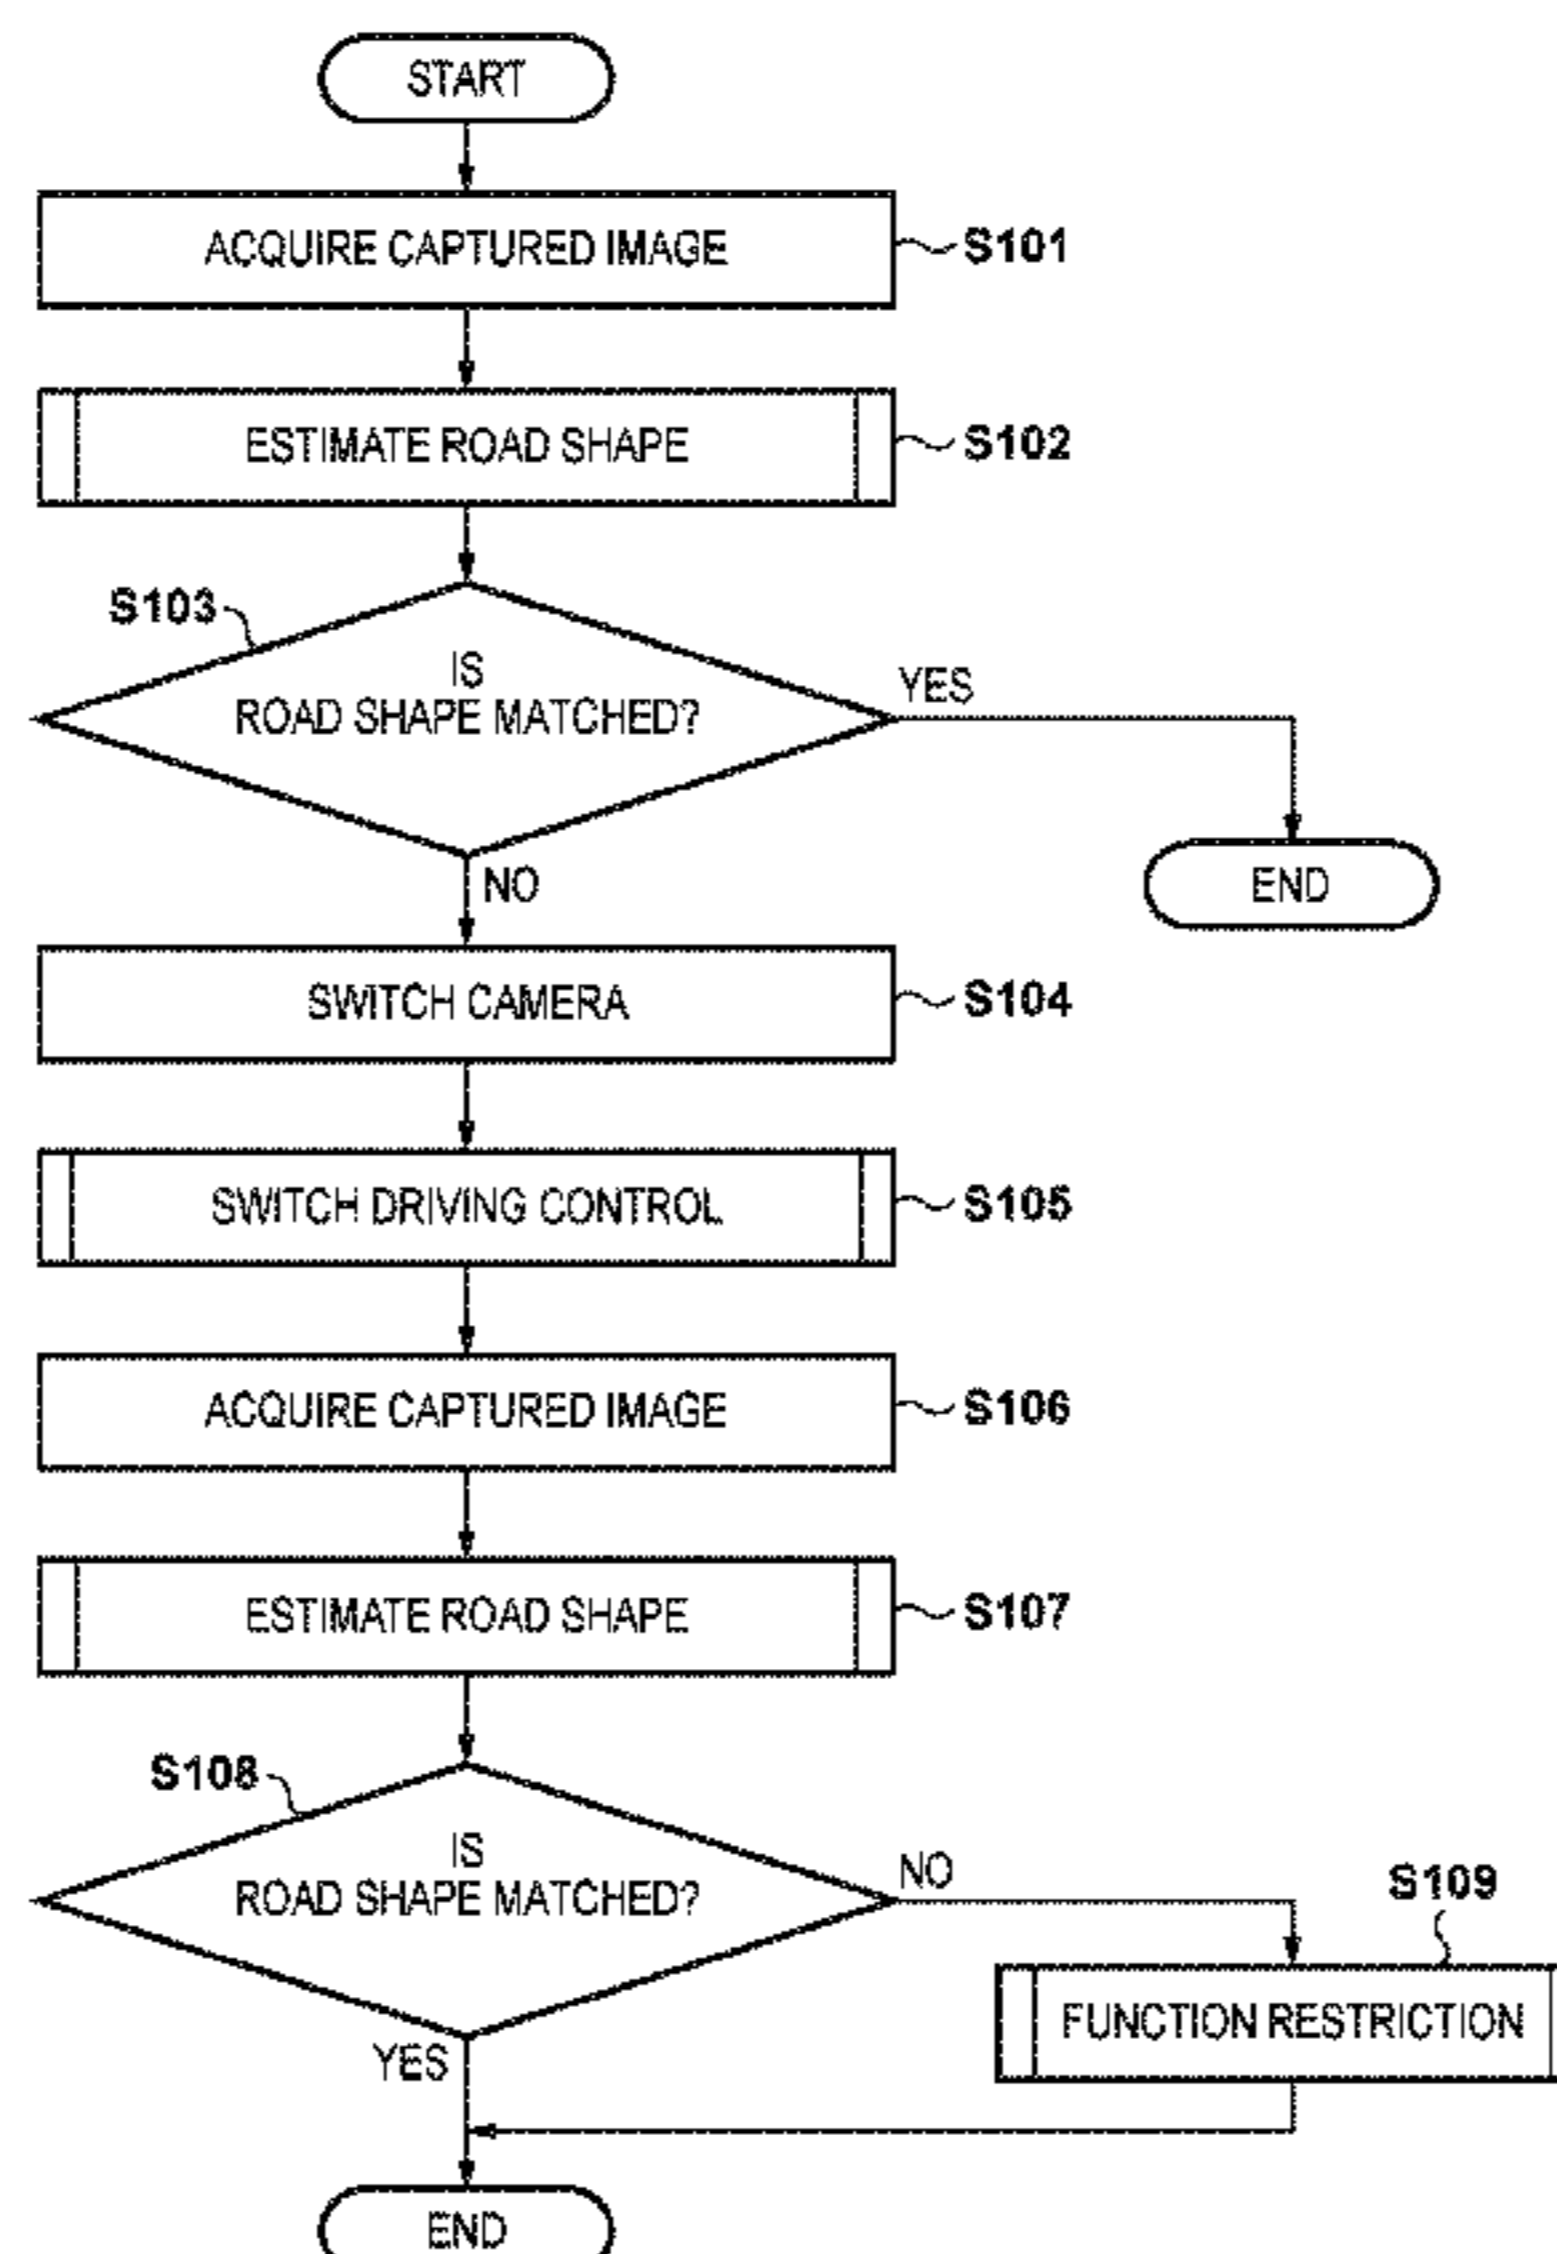 START
ACQUIRE CAPTURED IMAGE
S101
ESTIMATE ROAD SHAPE
S102
S103
IS
ROAD SHAPE MATCHED?
YES
END
NO
SWITCH CAMERA
S104
SWITCH DRIVING CONTROL
S105
ACQUIRE CAPTURED IMAGE
S106
ESTIMATE ROAD SHAPE
S107
S108
IS
ROAD SHAPE MATCHED?
NO
S109
FUNCTION RESTRICTION
YES
END